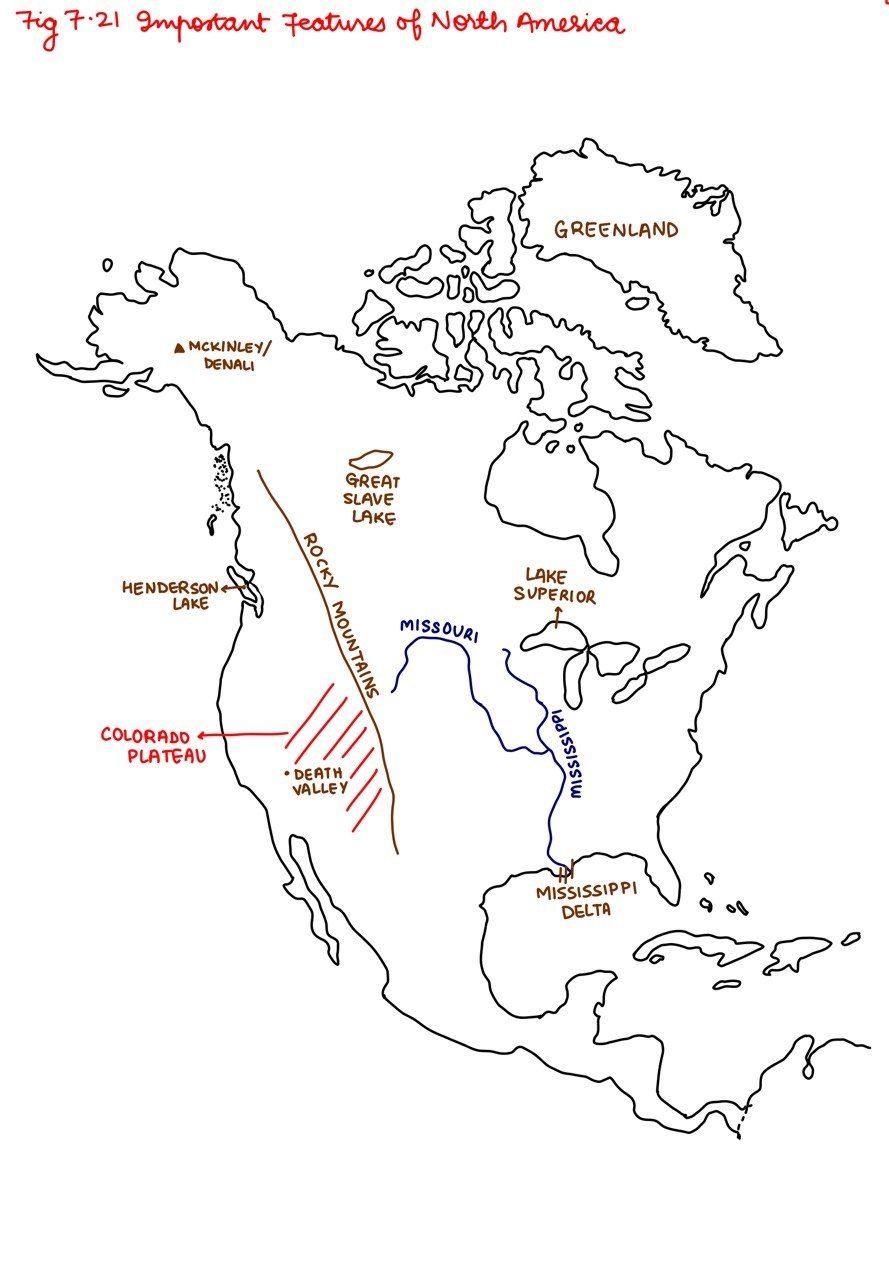 Fig 7.21 Important Features of North America
GREENLAND
MCKINLEY/
DENALI
GREAT
SLAVE
LAKE
ROCKY MOUNTAINS
HENDERSON
LAKE
LAKE
SUPERIOR
MISSOURI
MISSISSIPPI
COLORADO
PLATEAU
DEATH
VALLEY
MISSISSIPPI
DELTA